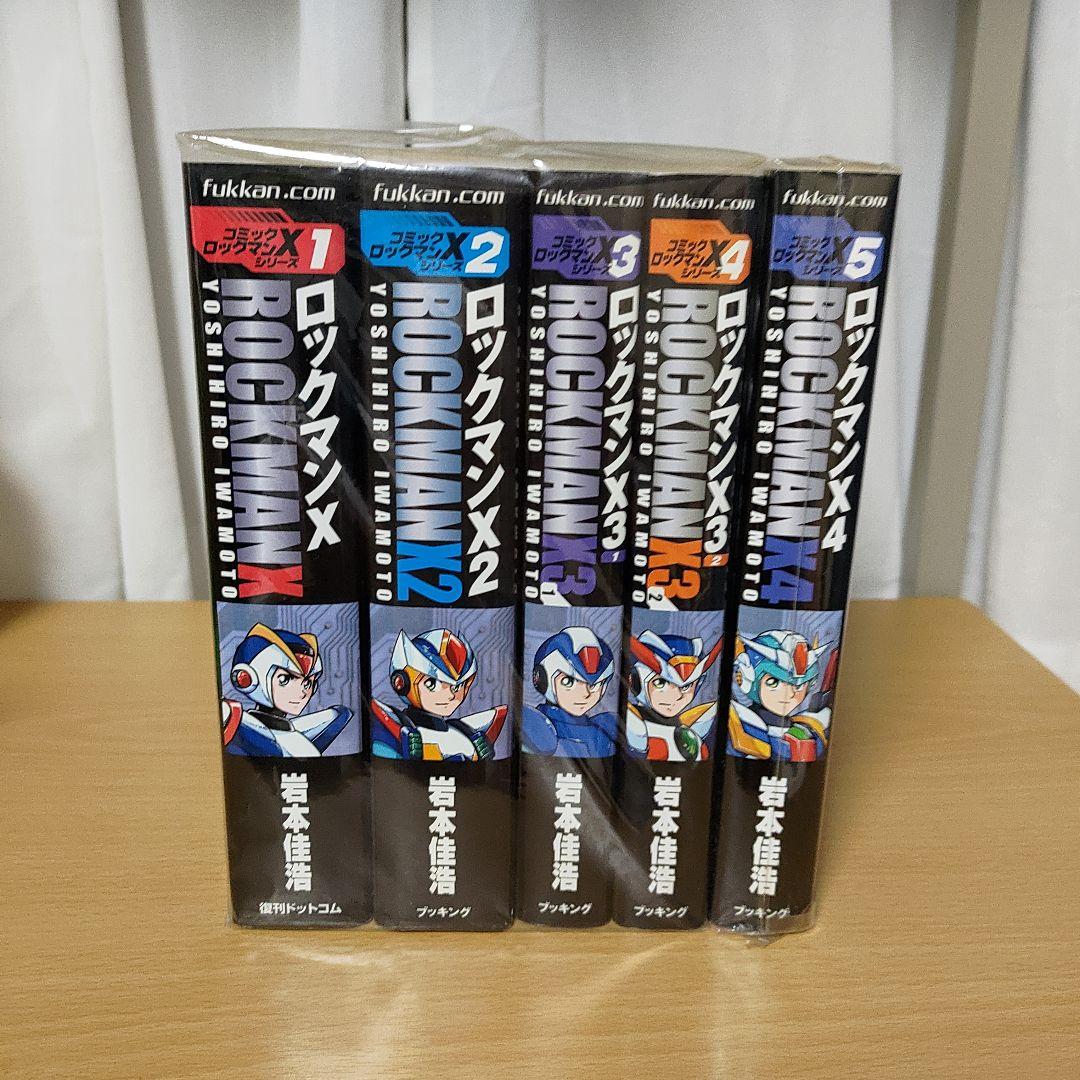 fukkan.com
コミック
ロックマンX
シリーズ
1
ロックマンX
ROCKMAN X
YOSHIHIRO IWAMOTO
岩本佳浩
復刊ドットコム
fukkan.com
コミック
ロックマンX
シリーズ
2
ロックマンX2
ROCKMAN X2
YOSHIHIRO IWAMOTO
岩本佳浩
ブッキング
fukkan.com
コミック
ロックマンX
シリーズ
3
ロックマンX3 1
ROCKMAN X3 1
YOSHIHIRO IWAMOTO
岩本佳浩
ブッキング
fukkan.com
コミック
ロックマンX
シリーズ
4
ロックマンX3 2
ROCKMAN X3 2
YOSHIHIRO IWAMOTO
岩本佳浩
ブッキング
fukkan.com
コミック
ロックマンX
シリーズ
5
ロックマンX4
ROCKMAN X4
YOSHIHIRO IWAMOTO
岩本佳浩
ブッキング